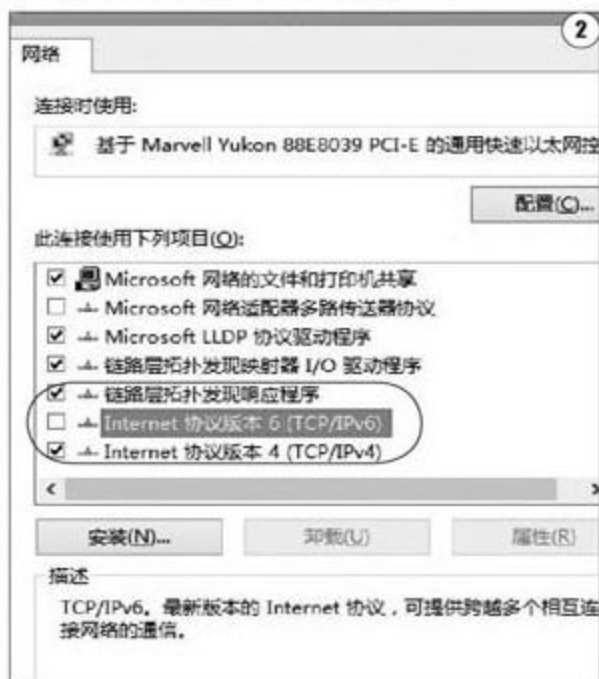 2
网络
连接时使用:
基于 Marvell Yukon 88E8039 PCI-E 的通用快速以太网控
配置(C)...
此连接使用下列项目(O):
Microsoft 网络的文件和打印机共享
Microsoft 网络适配器多路传送器协议
Microsoft LLDP 协议驱动程序
链路层拓扑发现映射器 I/O 驱动程序
链路层拓扑发现响应程序
Internet 协议版本 6 (TCP/IPv6)
Internet 协议版本 4 (TCP/IPv4)
安装(N)...
卸载(U)
属性(R)
描述
TCP/IPv6。最新版本的 Internet 协议，可提供跨越多个相互连
接网络的通信。